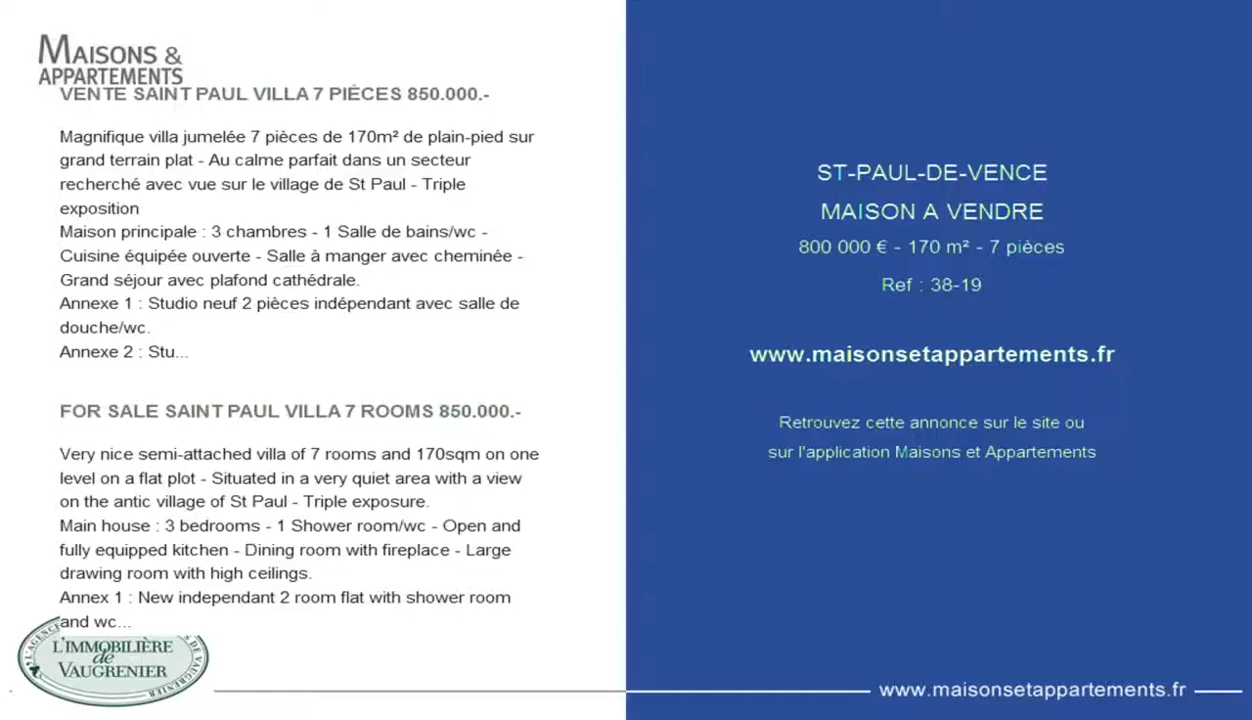 MAISONS &
APPARTEMENTS
VENTE SAINT PAUL VILLA 7 PIÈCES 850.000.-
Magnifique villa jumelée 7 pièces de 170m² de plain-pied sur
grand terrain plat - Au calme parfait dans un secteur
recherché avec vue sur le village de St Paul - Triple
exposition
Maison principale : 3 chambres - 1 Salle de bains/wc -
Cuisine équipée ouverte - Salle à manger avec cheminée -
Grand séjour avec plafond cathédrale.
Annexe 1 : Studio neuf 2 pièces indépendant avec salle de
douche/wc.
Annexe 2 : Stu...
FOR SALE SAINT PAUL VILLA 7 ROOMS 850.000.-
Very nice semi-attached villa of 7 rooms and 170sqm on one
level on a flat plot - Situated in a very quiet area with a view
on the antic village of St Paul - Triple exposure.
Main house : 3 bedrooms - 1 Shower room/wc - Open and
fully equipped kitchen - Dining room with fireplace - Large
drawing room with high ceilings.
Annex 1 : New independant 2 room flat with shower room
and wc...
L'IMMOBILIÈRE
de
VAUGRENIER
ST-PAUL-DE-VENCE
MAISON A VENDRE
800 000 € - 170 m² - 7 pièces
Ref : 38-19
www.maisonsetappartements.fr
Retrouvez cette annonce sur le site ou
sur l'application Maisons et Appartements
www.maisonsetappartements.fr